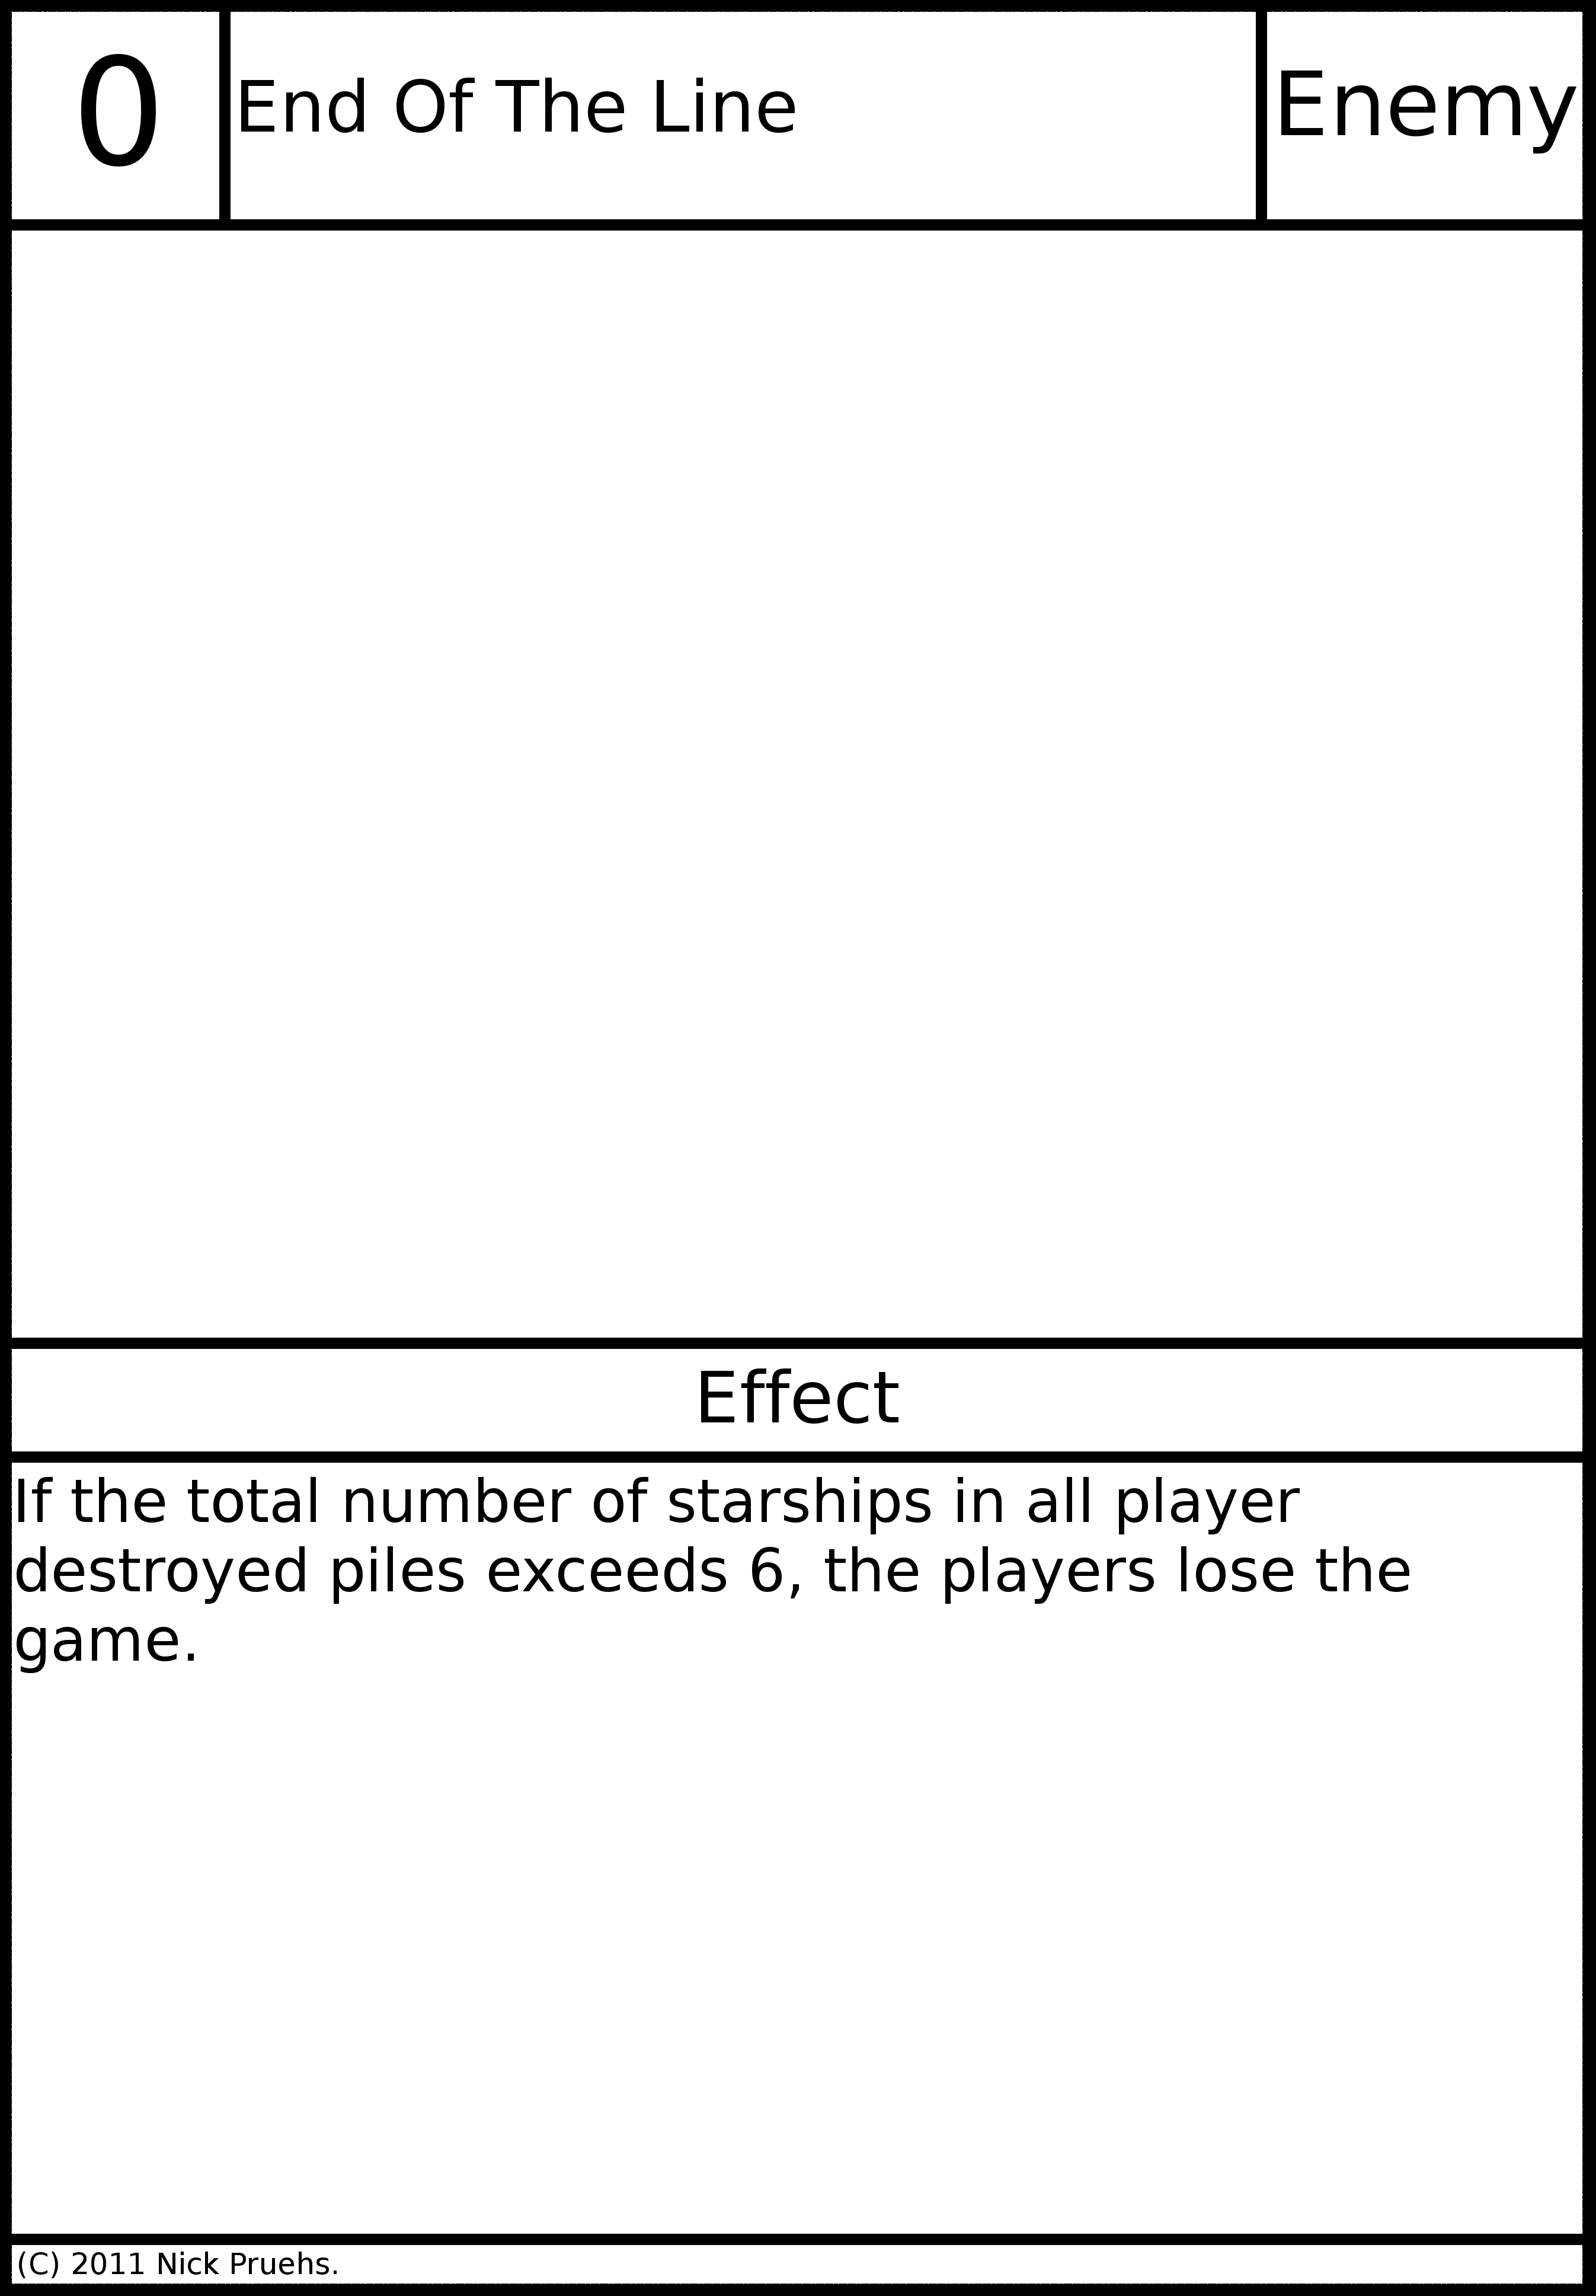 0
End Of The Line
Enemy
Effect
If the total number of starships in all player
destroyed piles exceeds 6, the players lose the
game.
(C) 2011 Nick Pruehs.